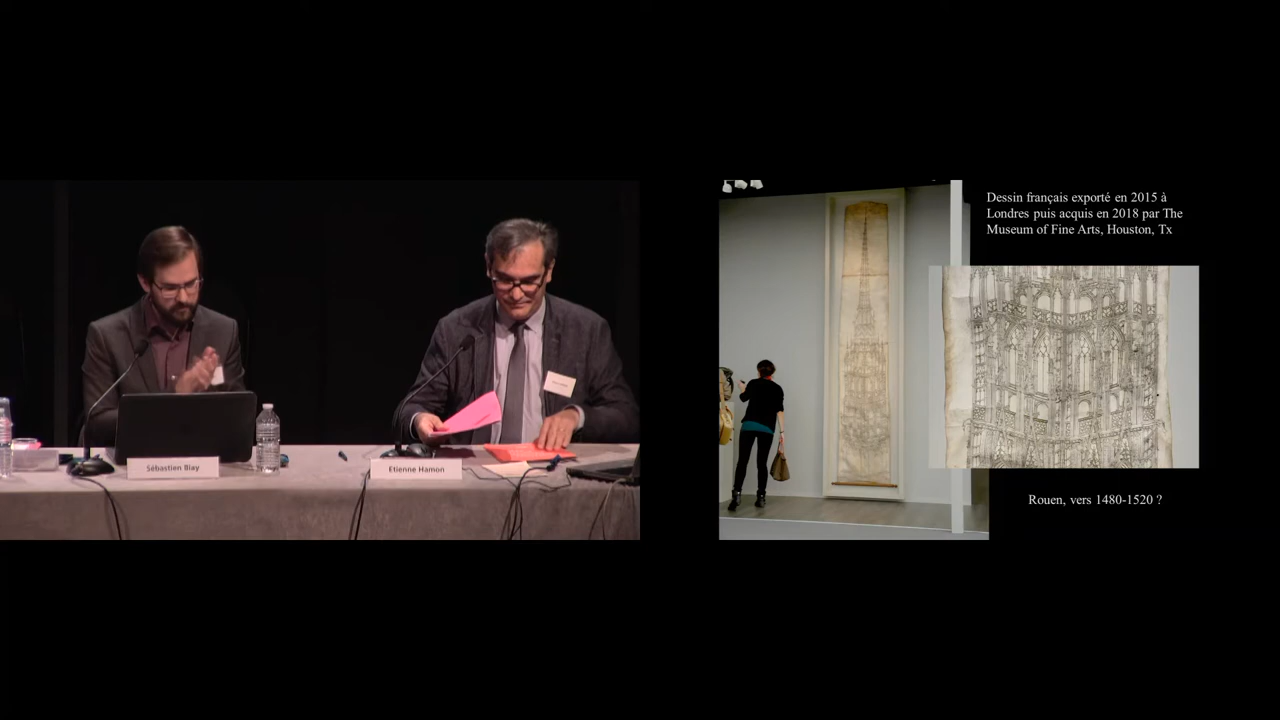 Sébastien Biay
Etienne Hamon
Dessin français exporté en 2015 à
Londres puis acquis en 2018 par The
Museum of Fine Arts, Houston, Tx
Rouen, vers 1480-1520 ?